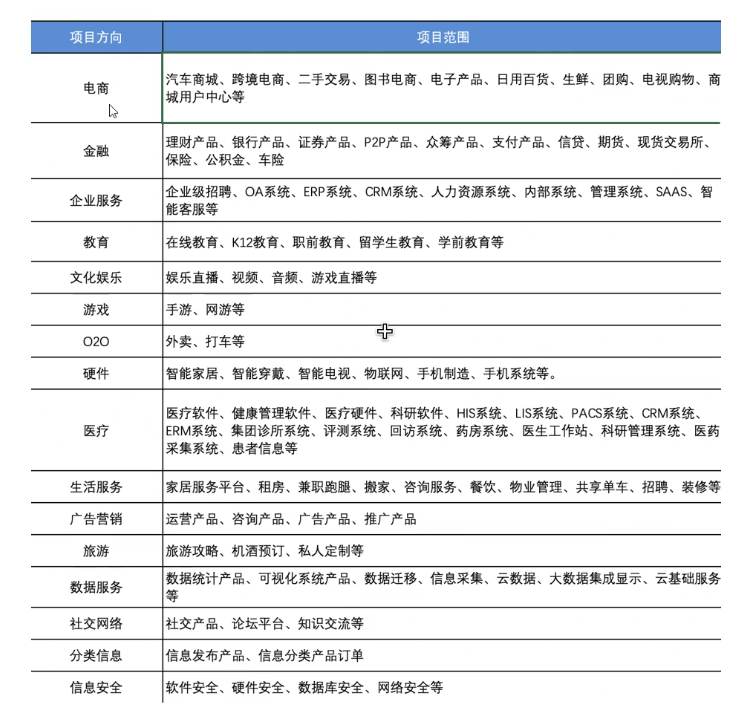 项目方向 项目范围
电商 汽车商城、跨境电商、二手交易、图书电商、电子产品、日用百货、生鲜、团购、电视购物、商
城用户中心等
金融 理财产品、银行产品、证券产品、P2P产品、众筹产品、支付产品、信贷、期货、现货交易所、
保险、公积金、车险
企业服务 企业级招聘、OA系统、ERP系统、CRM系统、人力资源系统、内部系统、管理系统、SAAS、智
能客服等
教育 在线教育、K12教育、职前教育、留学生教育、学前教育等
文化娱乐 娱乐直播、视频、音频、游戏直播等
游戏 手游、网游等
O2O 外卖、打车等
硬件 智能家居、智能穿戴、智能电视、物联网、手机制造、手机系统等。
医疗 医疗软件、健康管理软件、医疗硬件、科研软件、HIS系统、LIS系统、PACS系统、CRM系统、
ERM系统、集团诊所系统、评测系统、回访系统、药房系统、医生工作站、科研管理系统、医药
采集系统、患者信息等
生活服务 家居服务平台、租房、兼职跑腿、搬家、咨询服务、餐饮、物业管理、共享单车、招聘、装修等
广告营销 运营产品、咨询产品、广告产品、推广产品
旅游 旅游攻略、机酒预订、私人定制等
数据服务 数据统计产品、可视化系统产品、数据迁移、信息采集、云数据、大数据集成显示、云基础服务
等
社交网络 社交产品、论坛平台、知识交流等
分类信息 信息发布产品、信息分类产品订单
信息安全 软件安全、硬件安全、数据库安全、网络安全等